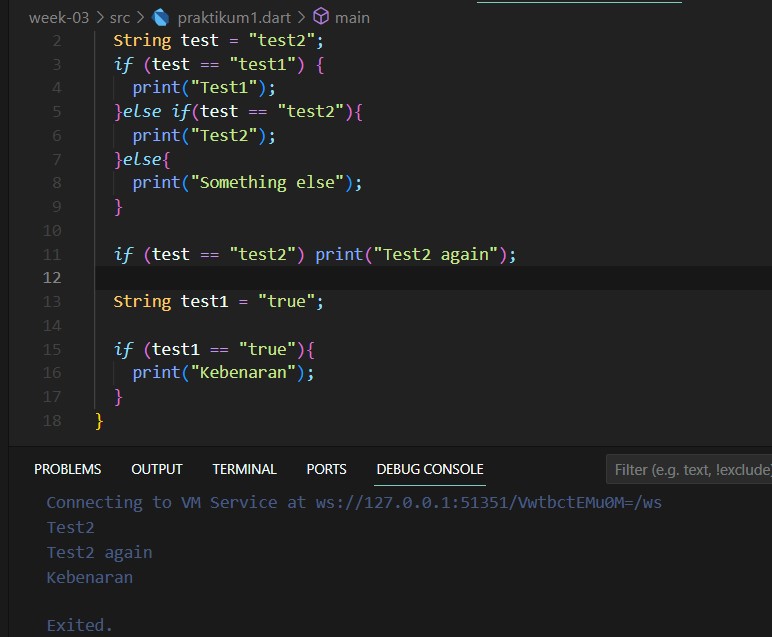 week-03 > src > praktikum1.dart > main
2 String test = "test2";
3 if (test == "test1") {
4 print("Test1");
5 }else if(test == "test2"){
6 print("Test2");
7 }else{
8 print("Something else");
9 }
10
11 if (test == "test2") print("Test2 again");
12
13 String test1 = "true";
14
15 if (test1 == "true"){
16 print("Kebenaran");
17 }
18 }
PROBLEMS OUTPUT TERMINAL PORTS DEBUG CONSOLE Filter (e.g. text, !exclude)
Connecting to VM Service at ws://127.0.0.1:51351/VwtbctEMu0M=/ws
Test2
Test2 again
Kebenaran
Exited.